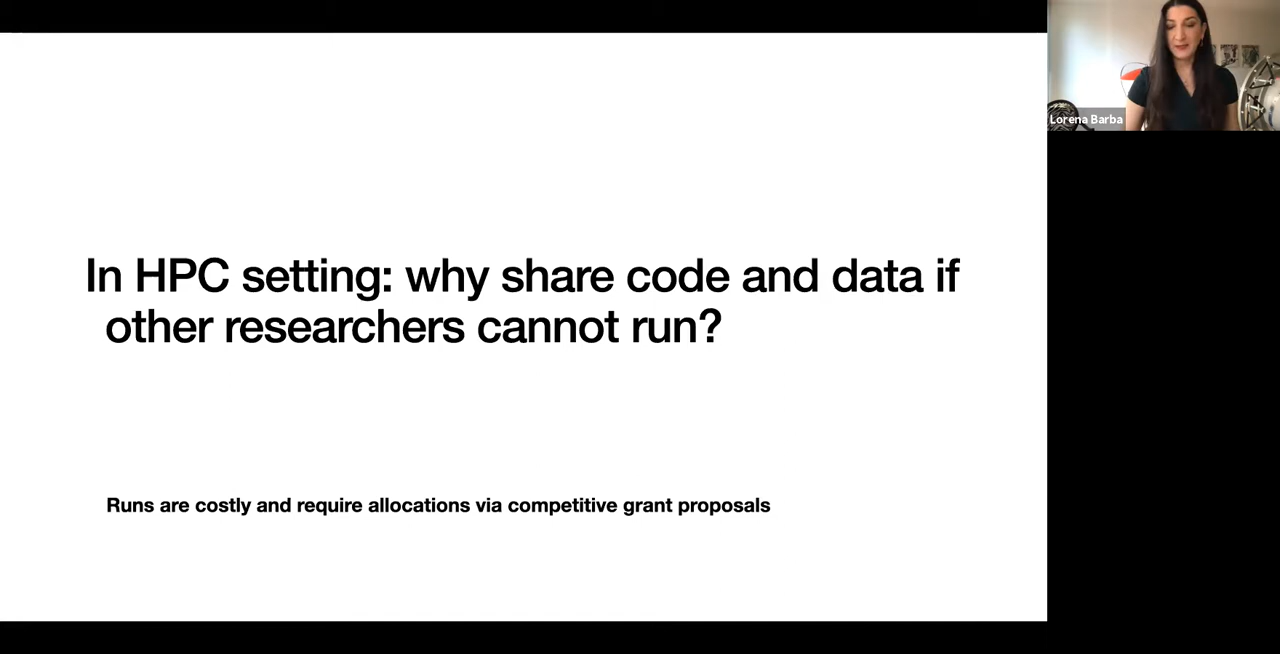 In HPC setting: why share code and data if
other researchers cannot run?
Runs are costly and require allocations via competitive grant proposals
Lorena Barba